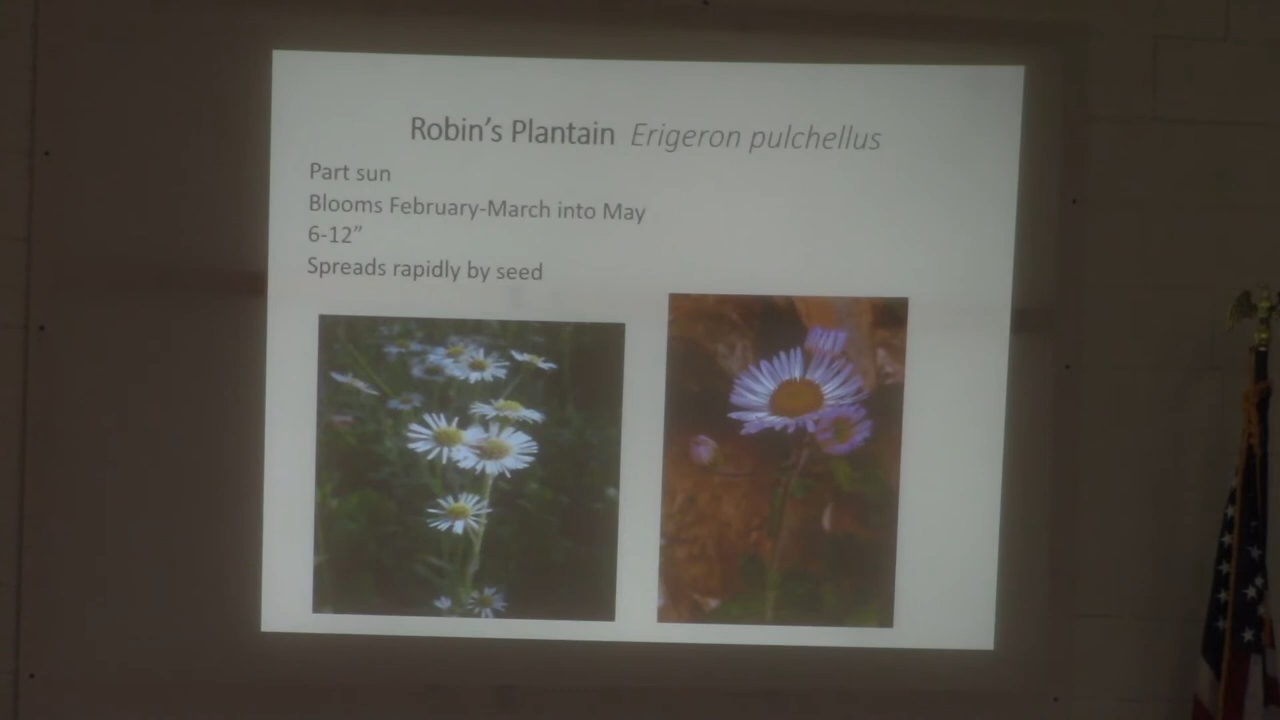 Robin's Plantain Erigeron pulchellus
Part sun
Blooms February-March into May
6-12”
Spreads rapidly by seed